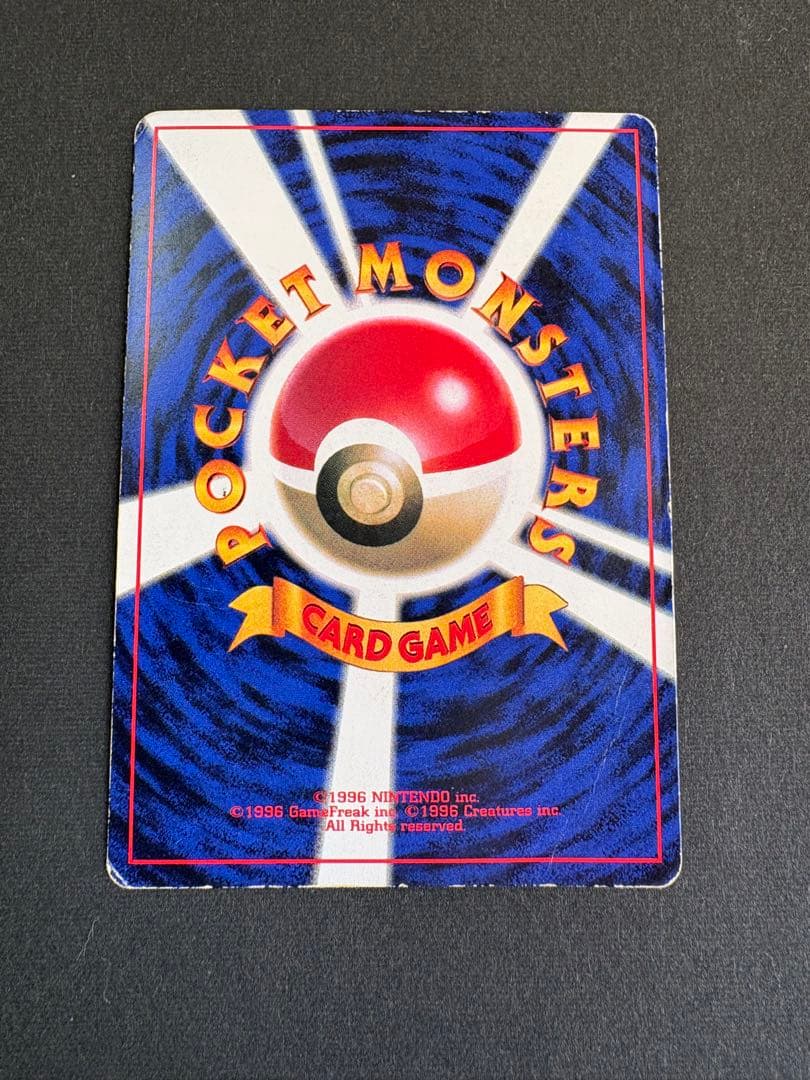 POCKET MONSTERS
CARD GAME
©1996 NINTENDO inc.
©1996 GameFreak inc. ©1996 Creatures inc.
All Rights reserved.